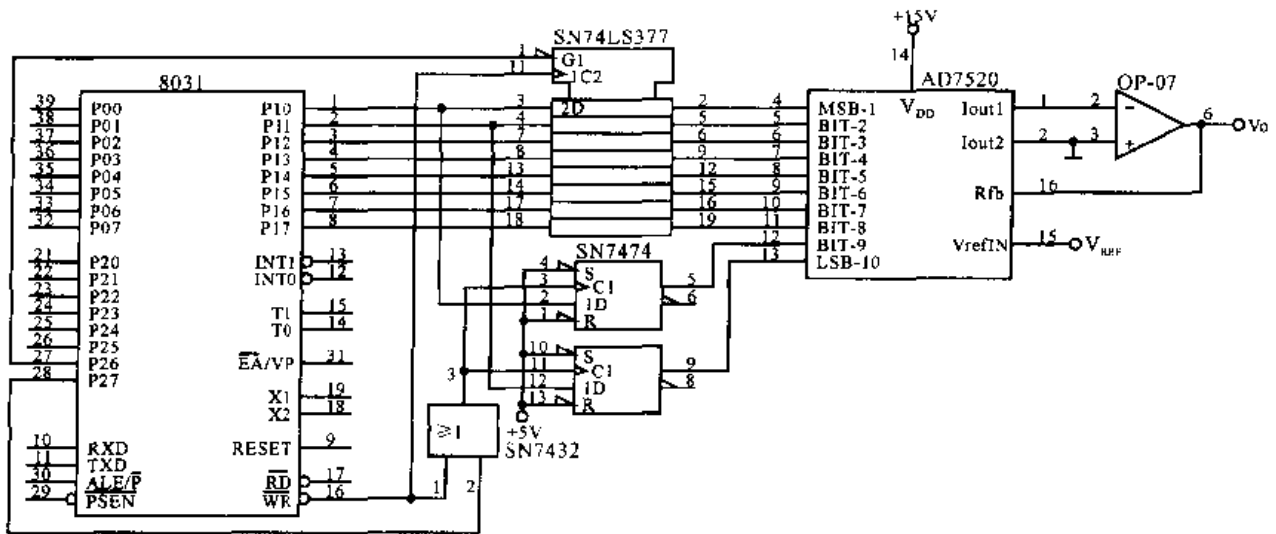 +15V
SN74LS377
1 G1
11 1C2
14
8031
AD7520
OP-07
39 P00 P10 1 3 2D 2 4 MSB-1 VDD Iout1 1 2 − 6 Vo
38 P01 P11 2 4 5 5 BIT-2
37 P02 P12 3 7 6 6 BIT-3 Iout2 2 3 +
36 P03 P13 4 8 9 7 BIT-4
35 P04 P14 5 13 12 8 BIT-5
34 P05 P15 6 14 15 9 BIT-6 Rfb 16
33 P06 P16 7 17 16 10 BIT-7
32 P07 P17 8 18 19 11 BIT-8
12 BIT-9 VrefIN 15 VREF
13 LSB-10
SN7474
21 P20 INT1 13
22 P21 INT0 12
23 P22
24 P23 T1 15
25 P24 T0 14
26 P25
27 P26 EA/VP 31
28 P27
4 S
3 C1 5
2 1D 6
1 R
10 S
11 C1 9
12 1D 8
13 R
3
X1 19
X2 18
≥1
+5V
SN7432
10 RXD RESET 9
11 TXD
30 ALE/P RD 17
29 PSEN WR 16
1 2